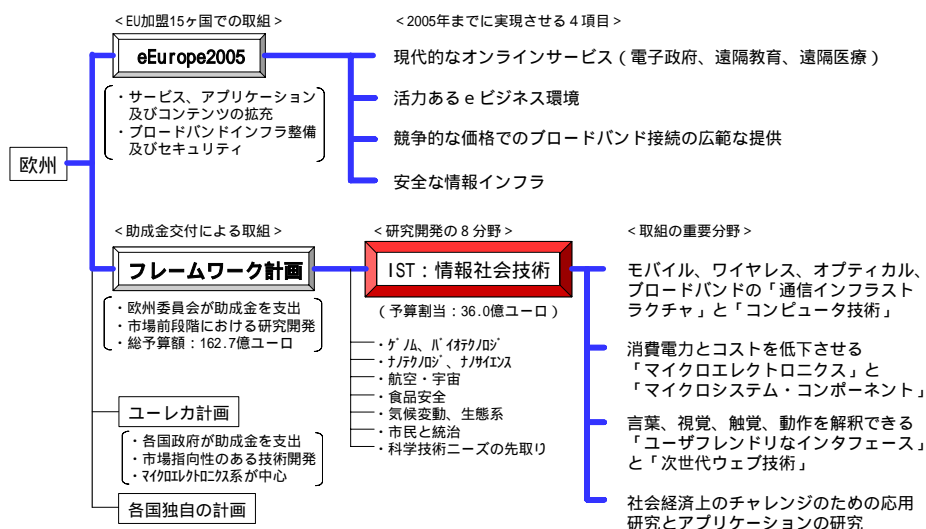 ＜EU加盟15ヶ国での取組＞
eEurope2005
・サービス、アプリケーション
及びコンテンツの拡充
・ブロードバンドインフラ整備
及びセキュリティ
＜2005年までに実現させる４項目＞
現代的なオンラインサービス（電子政府、遠隔教育、遠隔医療）
活力あるｅビジネス環境
競争的な価格でのブロードバンド接続の広範な提供
安全な情報インフラ
欧州
＜助成金交付による取組＞
フレームワーク計画
・欧州委員会が助成金を支出
・市場前段階における研究開発
・総予算額：162.7億ユーロ
＜研究開発の８分野＞
IST：情報社会技術
（予算割当：36.0億ユーロ）
・ｹﾞﾉﾑ、ﾊﾞｲｵﾃｸﾉﾛｼﾞ
・ﾅﾉﾃｸﾉﾛｼﾞ、ﾅﾉｻｲｴﾝｽ
・航空・宇宙
・食品安全
・気候変動、生態系
・市民と統治
・科学技術ニーズの先取り
＜取組の重要分野＞
モバイル、ワイヤレス、オプティカル、
ブロードバンドの「通信インフラスト
ラクチャ」と「コンピュータ技術」
消費電力とコストを低下させる
「マイクロエレクトロニクス」と
「マイクロシステム・コンポーネント」
言葉、視覚、触覚、動作を解釈できる
「ユーザフレンドリなインタフェース」
と「次世代ウェブ技術」
社会経済上のチャレンジのための応用
研究とアプリケーションの研究
ユーレカ計画
・各国政府が助成金を支出
・市場指向性のある技術開発
・ﾏｲｸﾛｴﾚｸﾄﾛﾆｸｽ系が中心
各国独自の計画